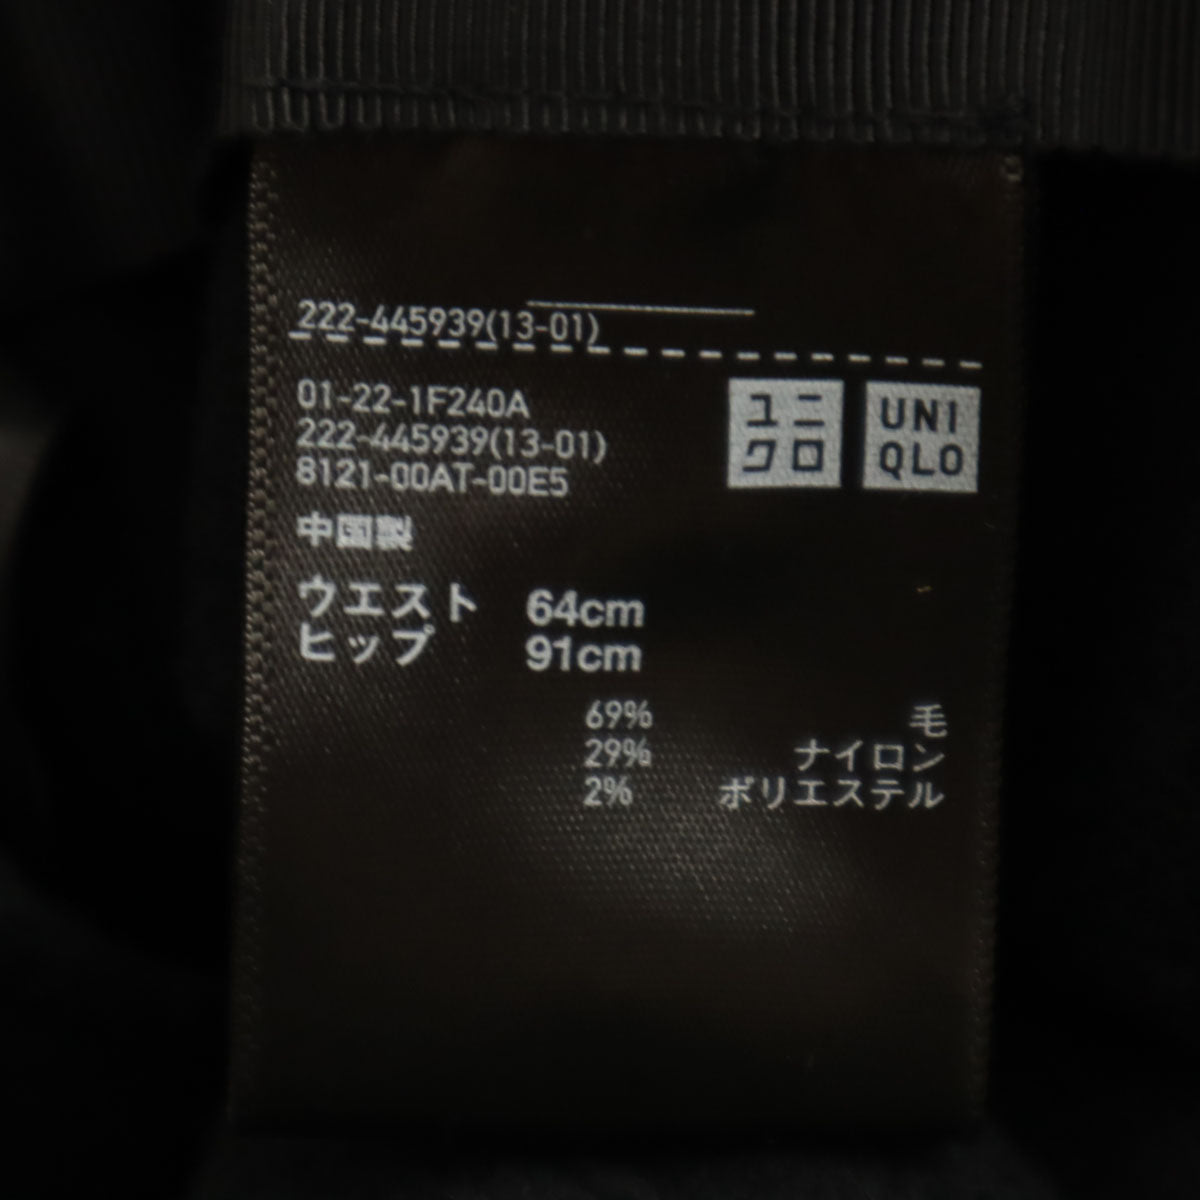 222-445939(13-01)
01-22-1F240A
222-445939(13-01)
8121-00AT-00E5
ユニ
クロ
UNI
QLO
中国製
ウエスト 64cm
ヒップ 91cm
69% 毛
29% ナイロン
2% ポリエステル